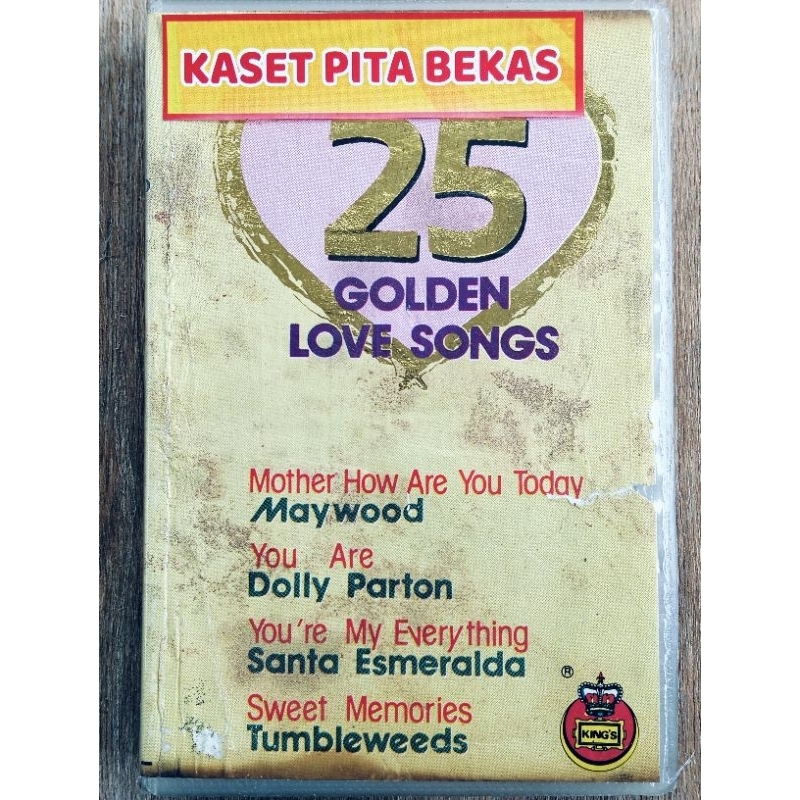 KASET PITA BEKAS
25
GOLDEN
LOVE SONGS
Mother How Are You Today
Maywood
You Are
Dolly Parton
You're My Everything
Santa Esmeralda
Sweet Memories
Tumbleweeds
®
KING'S